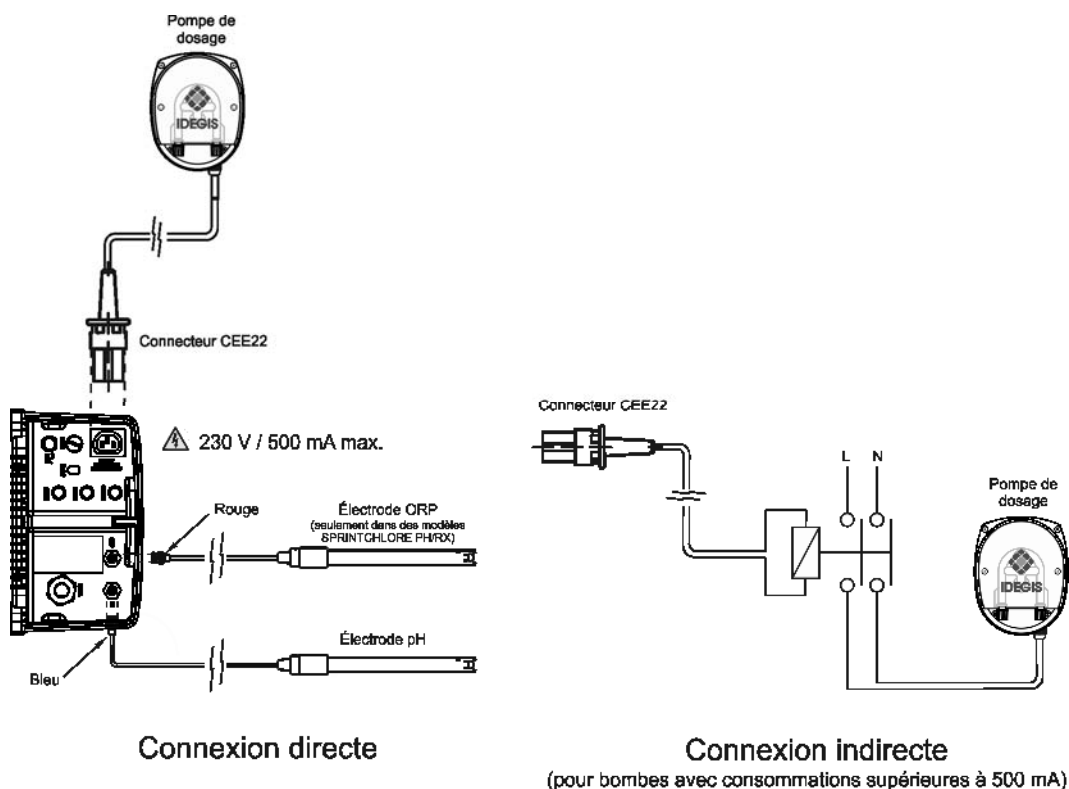 Pompe de
dosage
IDEGIS
Connecteur CEE22
230 V / 500 mA max.
Rouge
Électrode ORP
(seulement dans des modèles
SPRINTCHLORE PH/RX)
Électrode pH
Bleu
Connexion directe
Connecteur CEE22
L N
Pompe de
dosage
IDEGIS
Connexion indirecte
(pour bombes avec consommations supérieures à 500 mA)